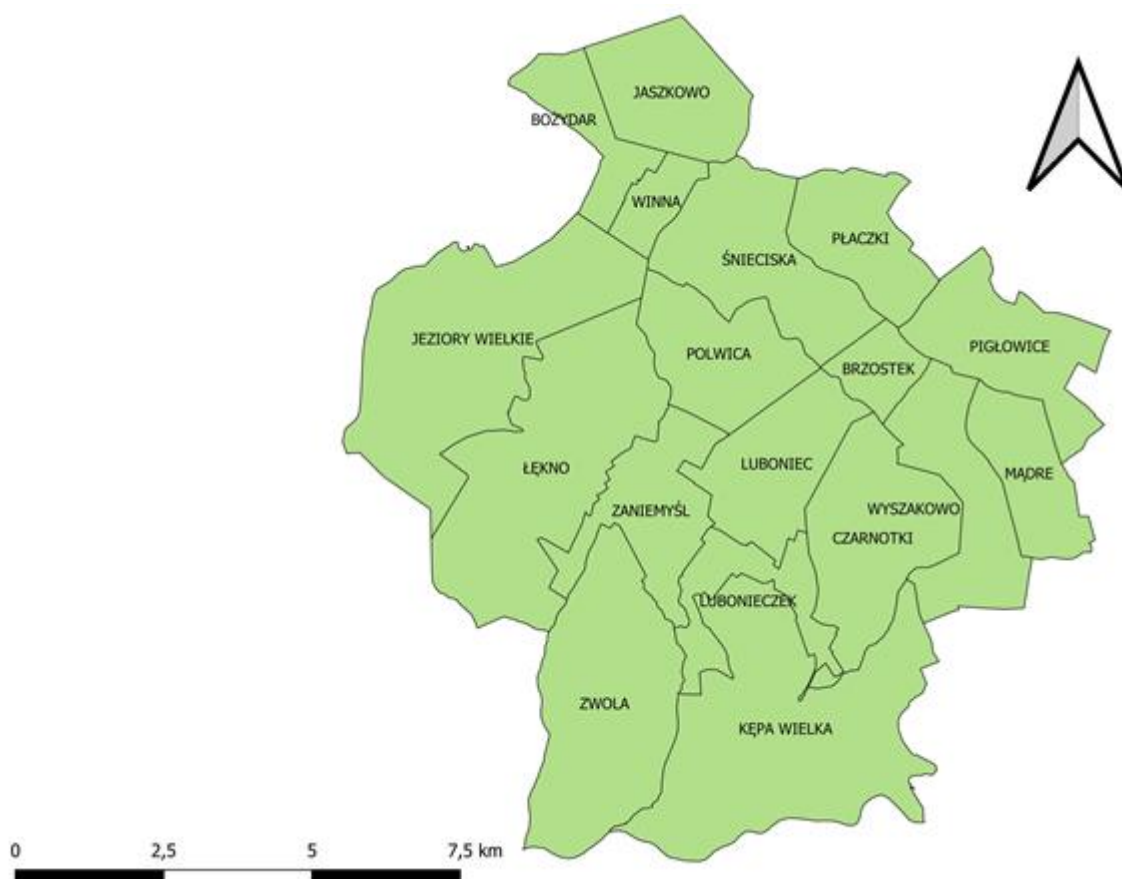 JASZKOWO
BOŻYDAR
WINNA
PŁACZKI
ŚNIECISKA
JEZIORY WIELKIE
PIGŁOWICE
POLWICA
BRZOSTEK
ŁĘKNO
LUBONIEC
MĄDRE
ZANIEMYŚL
WYSZAKOWO
CZARNOTKI
LUBONIECZEK
ZWOLA
KĘPA WIELKA
0 2,5 5 7,5 km